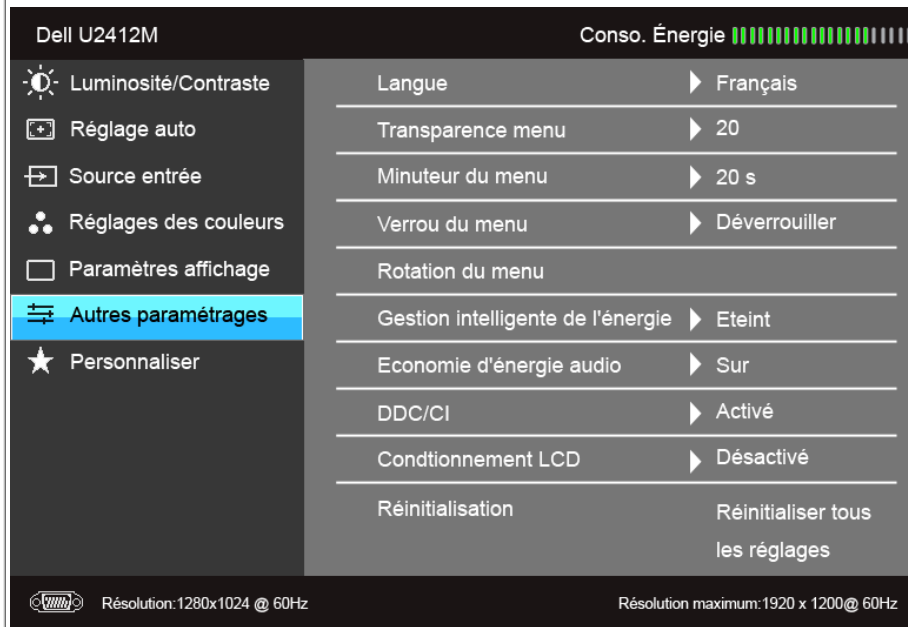 Dell U2412M
Conso. Énergie
Luminosité/Contraste
Réglage auto
Source entrée
Réglages des couleurs
Paramètres affichage
Autres paramétrages
Personnaliser
Langue Français
Transparence menu 20
Minuteur du menu 20 s
Verrou du menu Déverrouiller
Rotation du menu
Gestion intelligente de l'énergie Eteint
Economie d'énergie audio Sur
DDC/CI Activé
Condtionnement LCD Désactivé
Réinitialisation Réinitialiser tous
les réglages
Résolution:1280x1024 @ 60Hz
Résolution maximum:1920 x 1200@ 60Hz